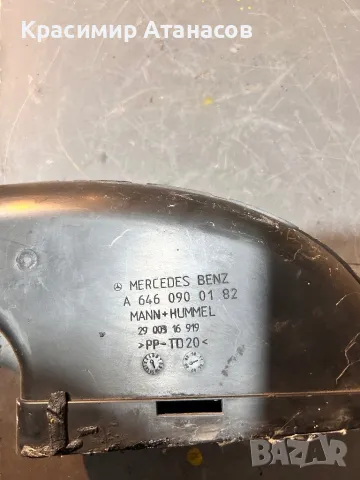 Красимир Атанасов
MERCEDES BENZ
A 646 090 01 82
MANN+HUMMEL
29 003 16 919
>PP-TD20<
BAZAR